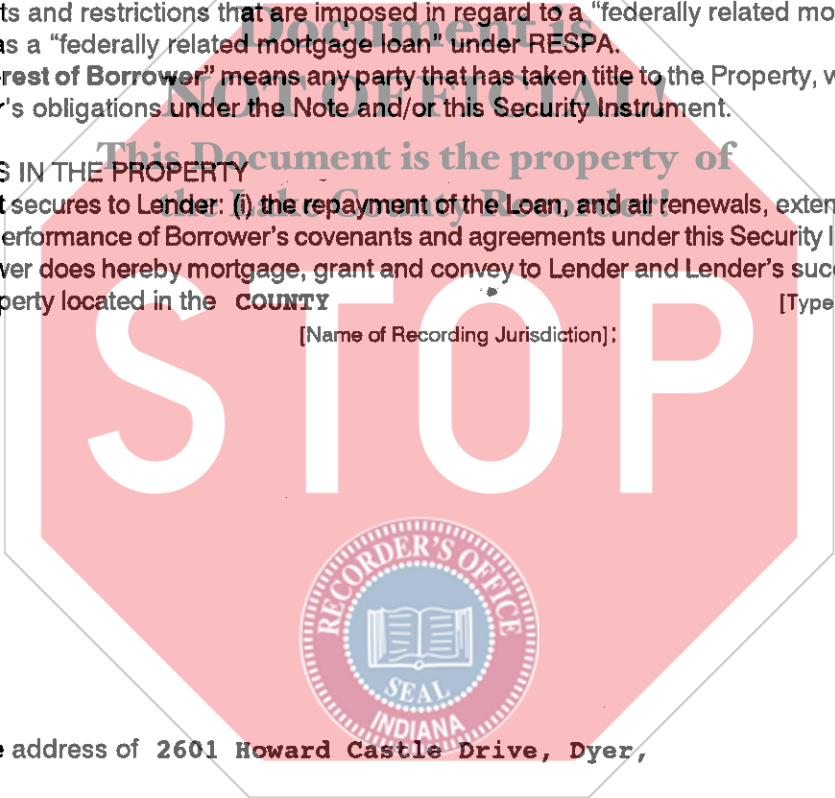 ts and restrictions that are imposed in regard to a “federally related mo
Document is
as a “federally related mortgage loan” under RESPA.
rest of Borrower” means any party that has taken title to the Property, w
NOT OFFICIAL!
r's obligations under the Note and/or this Security Instrument.
This Document is the property of
S IN THE PROPERTY
the Lake County Recorder!
t secures to Lender: (i) the repayment of the Loan, and all renewals, exten
erformance of Borrower's covenants and agreements under this Security I
ver does hereby mortgage, grant and convey to Lender and Lender's succ
perty located in the COUNTY [Type
[Name of Recording Jurisdiction]:
STOP
RECORDER'S OFFICE
SEAL
INDIANA
e address of 2601 Howard Castle Drive, Dyer,